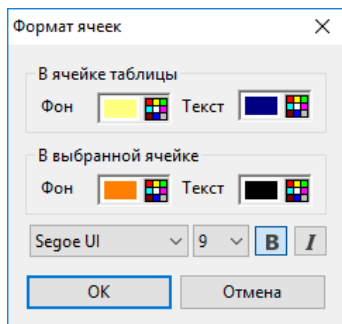 Формат ячеек
В ячейке таблицы
Фон Текст
В выбранной ячейке
Фон Текст
Segoe UI 9 B I
OK Отмена